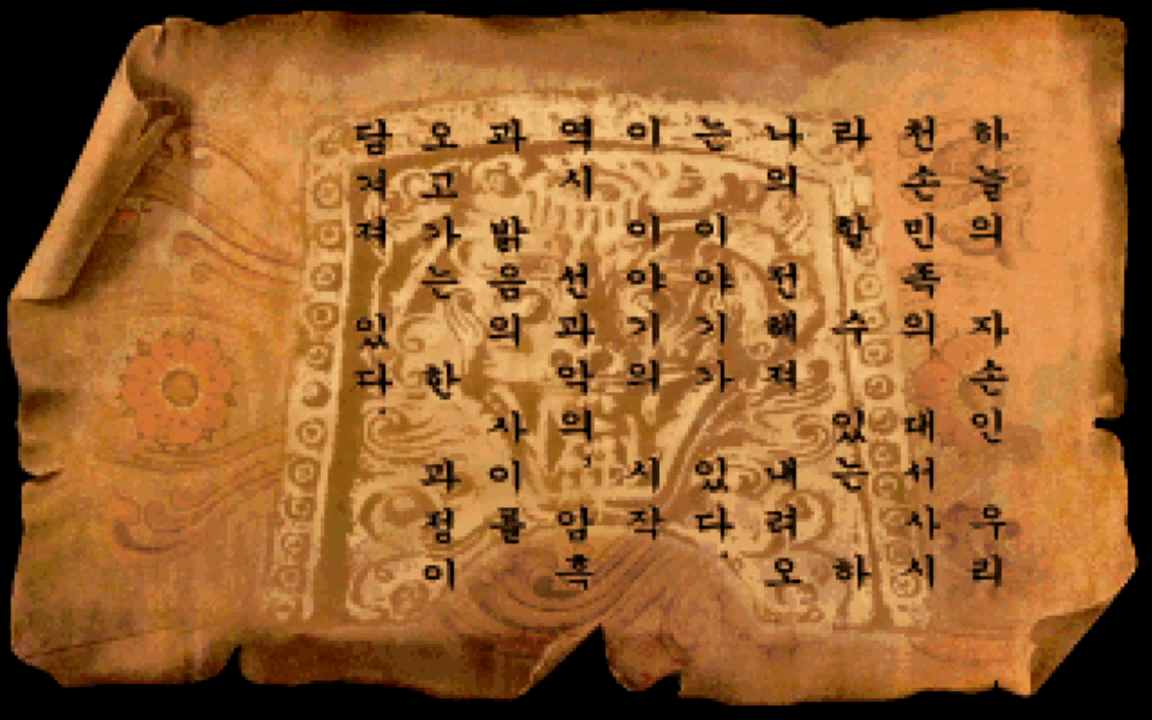 하늘의 자손인 우리
천손민족의 대서사시
라 할 수 있는 하
나의 전해져 내려오
는 이야기가 있다.
이 이야기의 시작
역시 선과 악의, 암흑
과 밝음의 사이를
오고가는 한 과정이
담겨져 있다.